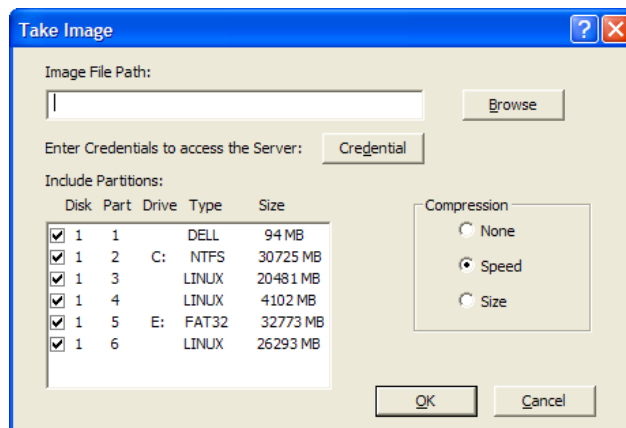 Take Image
Image File Path:
Browse
Enter Credentials to access the Server: Credential
Include Partitions:
Disk Part Drive Type Size
1 1 DELL 94 MB
1 2 C: NTFS 30725 MB
1 3 LINUX 20481 MB
1 4 LINUX 4102 MB
1 5 E: FAT32 32773 MB
1 6 LINUX 26293 MB
Compression
None
Speed
Size
OK Cancel